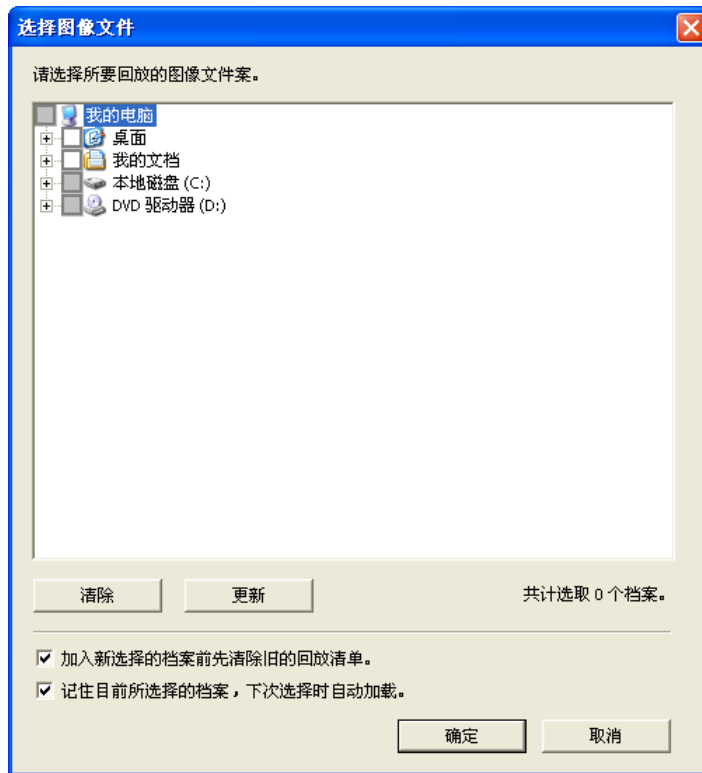 选择图像文件
请选择所要回放的图像文件案。
我的电脑
桌面
我的文档
本地磁盘 (C:)
DVD 驱动器 (D:)
清除
更新
共计选取 0 个档案。
加入新选择的档案前先清除旧的回放清单。
记住目前所选择的档案，下次选择时自动加载。
确定
取消